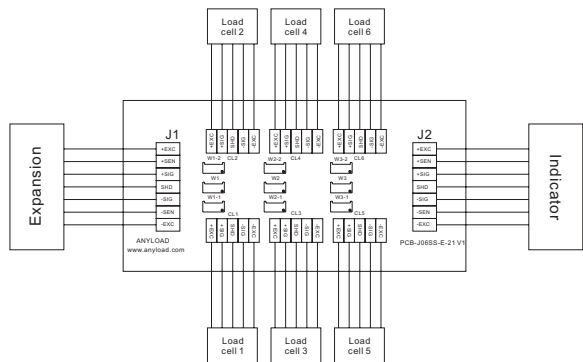 Load
cell 2
Load
cell 4
Load
cell 6
Expansion
Indicator
J1
J2
+EXC
+SIG
SHD
-SIG
-EXC
+EXC
+SIG
SHD
-SIG
-EXC
+EXC
+SIG
SHD
-SIG
-EXC
W1-2 CL2
W2-2 CL4
W3-2 CL6
+EXC
+SEN
+SIG
SHD
-SIG
-SEN
-EXC
W1
W2
W3
W1-1
W2-1
W3-1
CL1
CL3
CL5
+EXC
+SEN
+SIG
SHD
-SIG
-SEN
-EXC
+EXC
+SIG
SHD
-SIG
-EXC
+EXC
+SIG
SHD
-SIG
-EXC
+EXC
+SIG
SHD
-SIG
-EXC
ANYLOAD
www.anyload.com
PCB-J06SS-E-21 V1
Load
cell 1
Load
cell 3
Load
cell 5